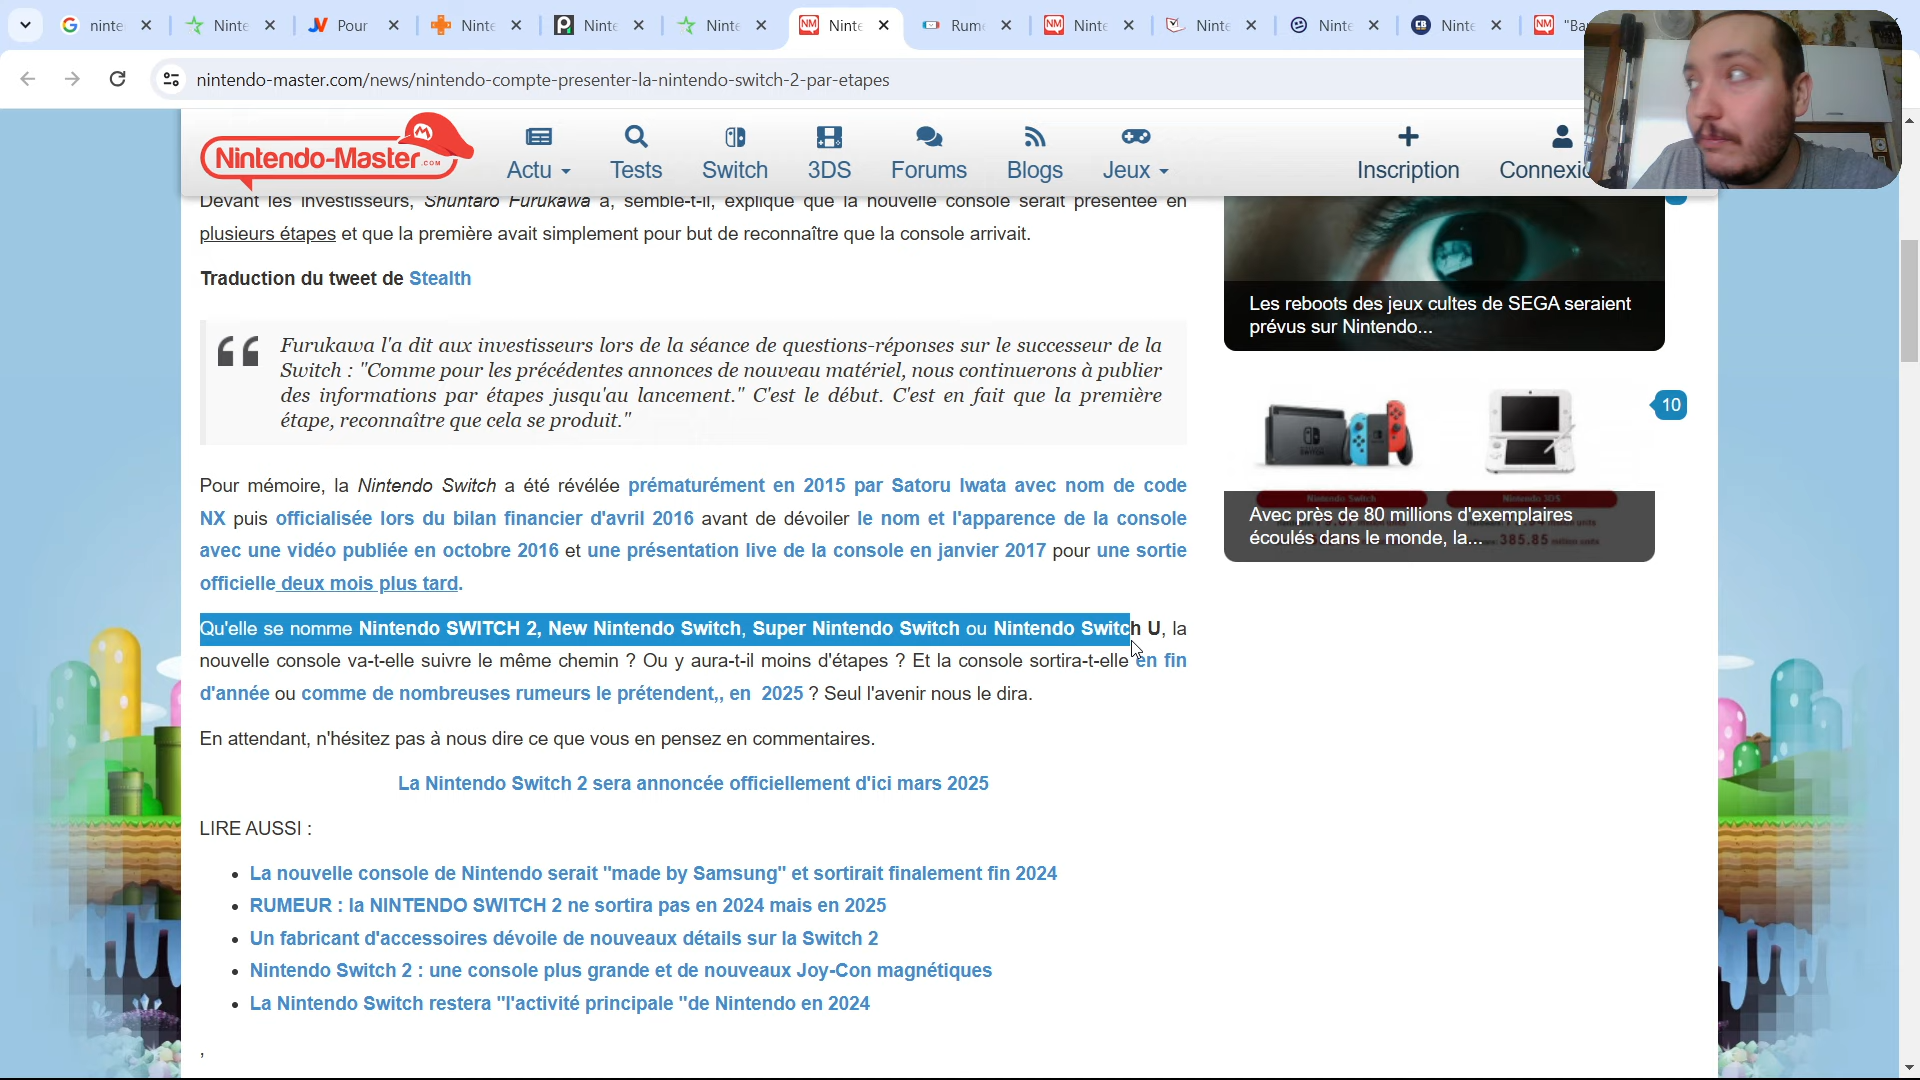 ninte
Ninte
Pour
Ninte
Ninte
Ninte
Ninte
Rum
Ninte
Ninte
Ninte
Ninte
"Ba
nintendo-master.com/news/nintendo-compte-presenter-la-nintendo-switch-2-par-etapes
Nintendo-Master.com
Actu
Tests
Switch
3DS
Forums
Blogs
Jeux
Inscription
Connexi
Devant les investisseurs, Shuntaro Furukawa a, semble-t-il, expliqué que la nouvelle console serait présentée en
plusieurs étapes et que la première avait simplement pour but de reconnaître que la console arrivait.
Traduction du tweet de Stealth
Furukawa l'a dit aux investisseurs lors de la séance de questions-réponses sur le successeur de la
Switch : "Comme pour les précédentes annonces de nouveau matériel, nous continuerons à publier
des informations par étapes jusqu'au lancement." C'est le début. C'est en fait que la première
étape, reconnaître que cela se produit."
Pour mémoire, la Nintendo Switch a été révélée prématurément en 2015 par Satoru Iwata avec nom de code
NX puis officialisée lors du bilan financier d'avril 2016 avant de dévoiler le nom et l'apparence de la console
avec une vidéo publiée en octobre 2016 et une présentation live de la console en janvier 2017 pour une sortie
officielle deux mois plus tard.
Qu'elle se nomme Nintendo SWITCH 2, New Nintendo Switch, Super Nintendo Switch ou Nintendo Switch U, la
nouvelle console va-t-elle suivre le même chemin ? Ou y aura-t-il moins d'étapes ? Et la console sortira-t-elle en fin
d'année ou comme de nombreuses rumeurs le prétendent,, en 2025 ? Seul l'avenir nous le dira.
En attendant, n'hésitez pas à nous dire ce que vous en pensez en commentaires.
La Nintendo Switch 2 sera annoncée officiellement d'ici mars 2025
LIRE AUSSI :
• La nouvelle console de Nintendo serait "made by Samsung" et sortirait finalement fin 2024
• RUMEUR : la NINTENDO SWITCH 2 ne sortira pas en 2024 mais en 2025
• Un fabricant d'accessoires dévoile de nouveaux détails sur la Switch 2
• Nintendo Switch 2 : une console plus grande et de nouveaux Joy-Con magnétiques
• La Nintendo Switch restera "l'activité principale "de Nintendo en 2024
,
Les reboots des jeux cultes de SEGA seraient
prévus sur Nintendo...
10
Nintendo Switch
Nintendo 3DS
Avec près de 80 millions d'exemplaires
écoulés dans le monde, la...
385.85